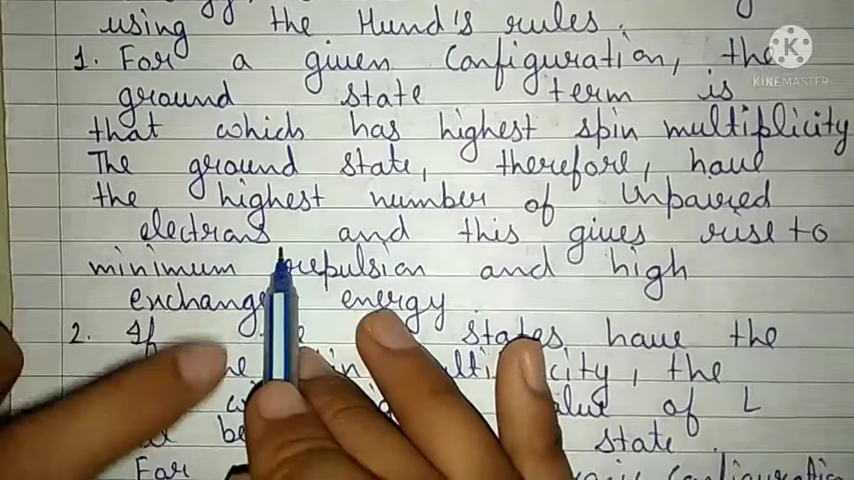 using the Hund's rules.
1. For a given Configuration, the
ground state term is
that which has highest spin multiplicity
The ground state, therefore, have
the highest number of Unpaired
electrons and this gives rise to
minimum repulsion and high
exchange energy
2. If states have the
the
of L
be state.
For Configuration
K
KINEMASTER